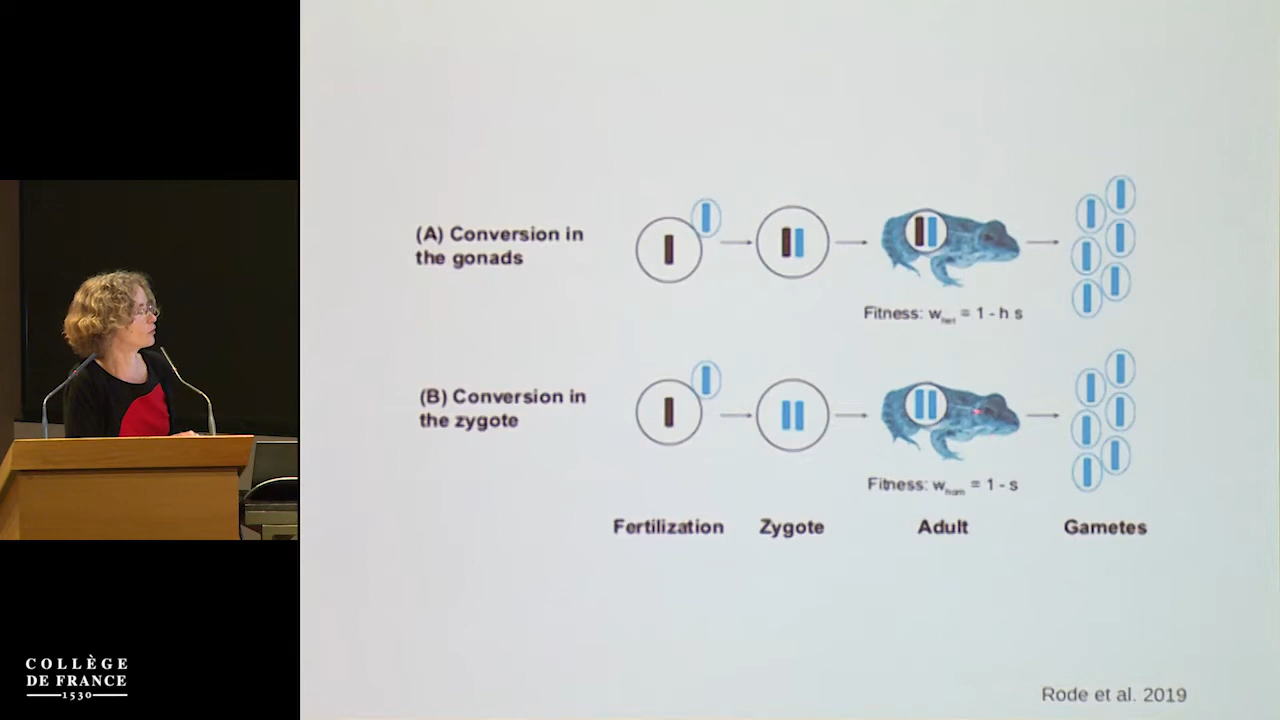 (A) Conversion in
the gonads
Fitness: w_het = 1 - h s
(B) Conversion in
the zygote
Fitness: w_hom = 1 - s
Fertilization Zygote Adult Gametes
Rode et al. 2019
COLLÈGE
DE FRANCE
1530